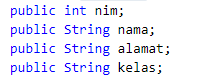 public int nim;
public String nama;
public String alamat;
public String kelas;